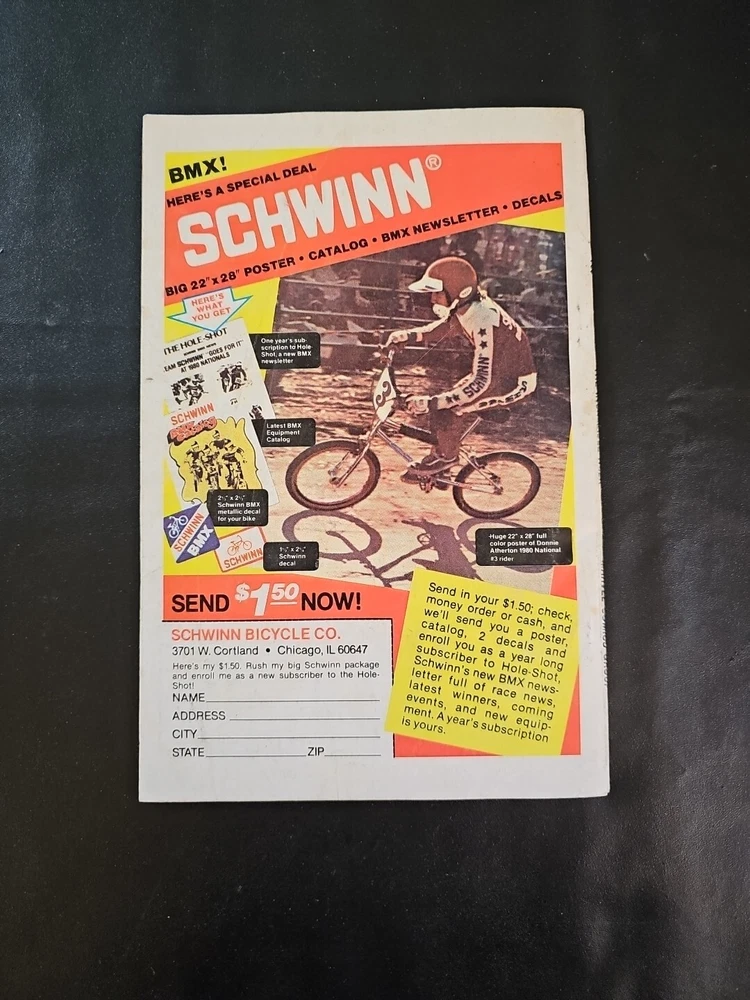 BMX!
HERE'S A SPECIAL DEAL
SCHWINN®
BIG 22" x 28" POSTER • CATALOG • BMX NEWSLETTER • DECALS
HERE'S
WHAT
YOU GET
THE HOLE-SHOT
TEAM SCHWINN "GOES FOR IT"
AT 1980 NATIONALS
One year's sub-
scription to Hole-
Shot, a new BMX
newsletter
SCHWINN
Latest BMX
Equipment
Catalog
2½" x 2½"
Schwinn BMX
metallic decal
for your bike
SCHWINN
BMX
SCHWINN
Schwinn
decal
SCHWINN
3
Huge 22" x 28" full
color poster of Donnie
Atherton 1980 National
#3 rider
SEND $1.50 NOW!
SCHWINN BICYCLE CO.
3701 W. Cortland • Chicago, IL 60647
Here's my $1.50. Rush my big Schwinn package
and enroll me as a new subscriber to the Hole-
Shot!
NAME
ADDRESS
CITY
STATE ZIP
Send in your $1.50; check,
money order or cash, and
we'll send you a poster,
catalog, 2 decals and
enroll you as a year long
subscriber to Hole-Shot,
Schwinn's new BMX news-
letter full of race news,
latest winners, coming
events, and new equip-
ment. A year's subscription
is yours.